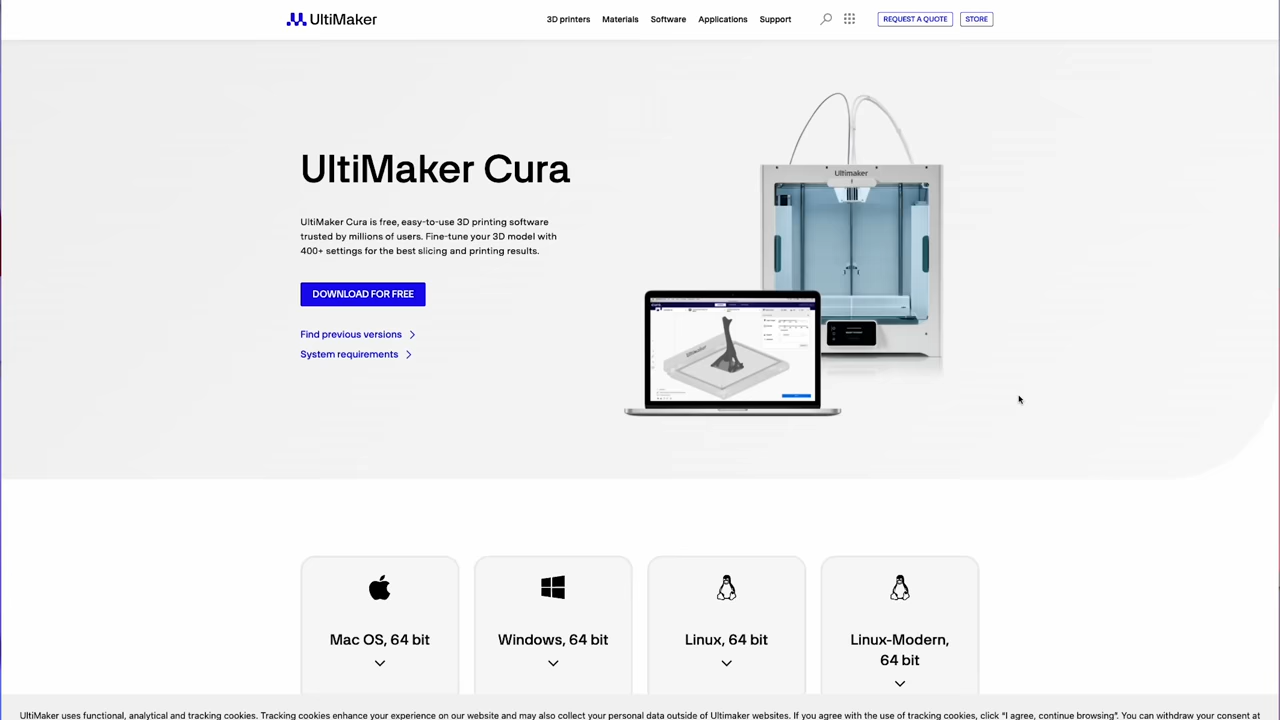 UltiMaker
3D printers
Materials
Software
Applications
Support
REQUEST A QUOTE
STORE
UltiMaker Cura
UltiMaker Cura is free, easy-to-use 3D printing software
trusted by millions of users. Fine-tune your 3D model with
400+ settings for the best slicing and printing results.
DOWNLOAD FOR FREE
Find previous versions
System requirements
Ultimaker
Mac OS, 64 bit
Windows, 64 bit
Linux, 64 bit
Linux-Modern,
64 bit
UltiMaker uses functional, analytical and tracking cookies. Tracking cookies enhance your experience on our website and may also collect your personal data outside of Ultimaker websites. If you agree with the use of tracking cookies, click “I agree, continue browsing”. You can withdraw your consent at